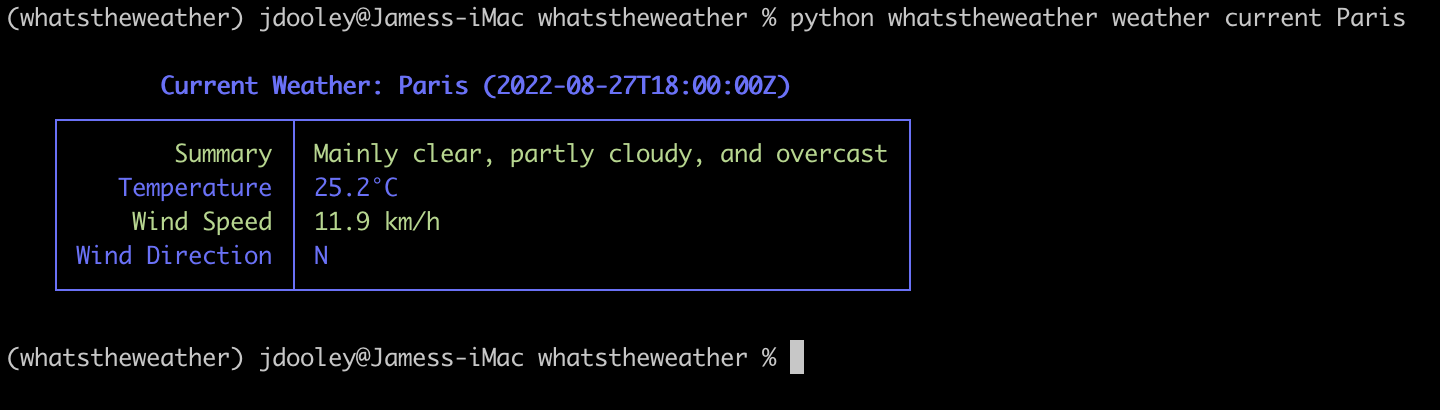 (whatstheweather) jdooley@Jamess-iMac whatstheweather % python whatstheweather weather current Paris
Current Weather: Paris (2022-08-27T18:00:00Z)
Summary Mainly clear, partly cloudy, and overcast
Temperature 25.2°C
Wind Speed 11.9 km/h
Wind Direction N
(whatstheweather) jdooley@Jamess-iMac whatstheweather %